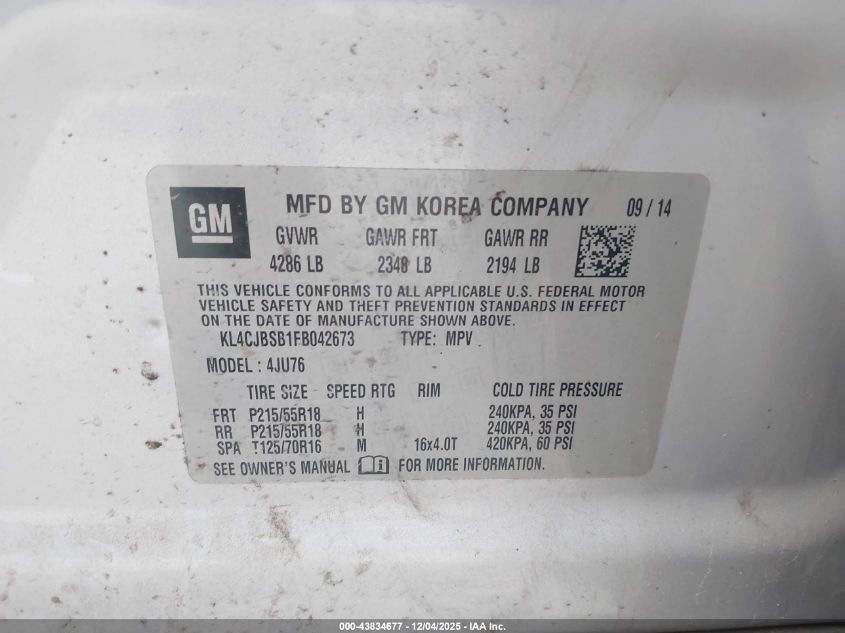 GM
MFD BY GM KOREA COMPANY 09 / 14
GVWR GAWR FRT GAWR RR
4286 LB 2348 LB 2194 LB
THIS VEHICLE CONFORMS TO ALL APPLICABLE U.S. FEDERAL MOTOR
VEHICLE SAFETY AND THEFT PREVENTION STANDARDS IN EFFECT
ON THE DATE OF MANUFACTURE SHOWN ABOVE.
KL4CJBSB1FB042673 TYPE: MPV
MODEL : 4JU76
TIRE SIZE SPEED RTG RIM COLD TIRE PRESSURE
FRT P215/55R18 H 240KPA, 35 PSI
RR P215/55R18 H 240KPA, 35 PSI
SPA T125/70R16 M 16x4.0T 420KPA, 60 PSI
SEE OWNER'S MANUAL FOR MORE INFORMATION.
000-43834677 - 12/04/2025 - IAA Inc.